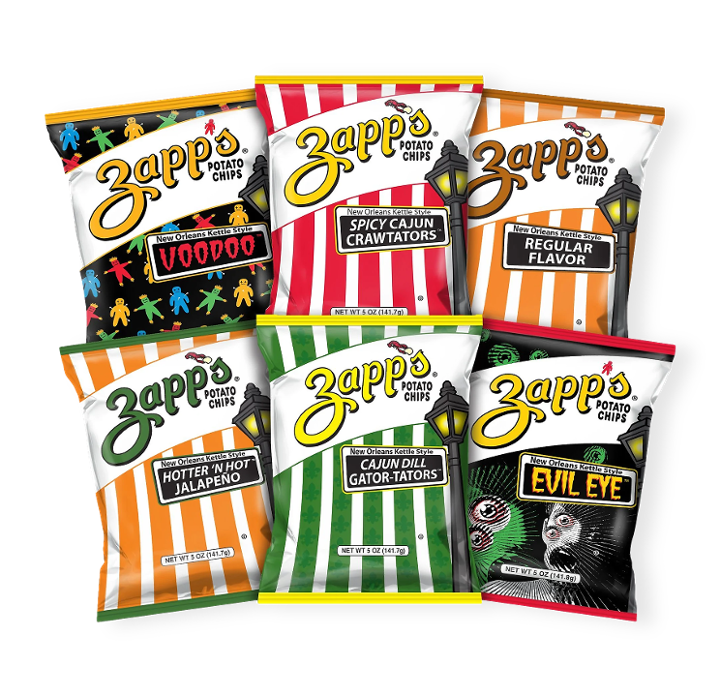 Zapp's
POTATO
CHIPS
New Orleans Kettle Style
VOODOO
Zapp's
POTATO
CHIPS
New Orleans Kettle Style
SPICY CAJUN
CRAWTATORS™
NET WT 5 OZ (141.7g)
Zapp's
POTATO
CHIPS
New Orleans Kettle Style
REGULAR
FLAVOR
Zapp's
POTATO
CHIPS
New Orleans Kettle Style
HOTTER 'N HOT
JALAPEÑO
NET WT 5 OZ (141.7g)
Zapp's
POTATO
CHIPS
New Orleans Kettle Style
CAJUN DILL
GATOR-TATORS™
NET WT 5 OZ (141.7g)
Zapp's
POTATO
CHIPS
New Orleans Kettle Style
EVIL EYE™
NET WT 5 OZ (141.8g)